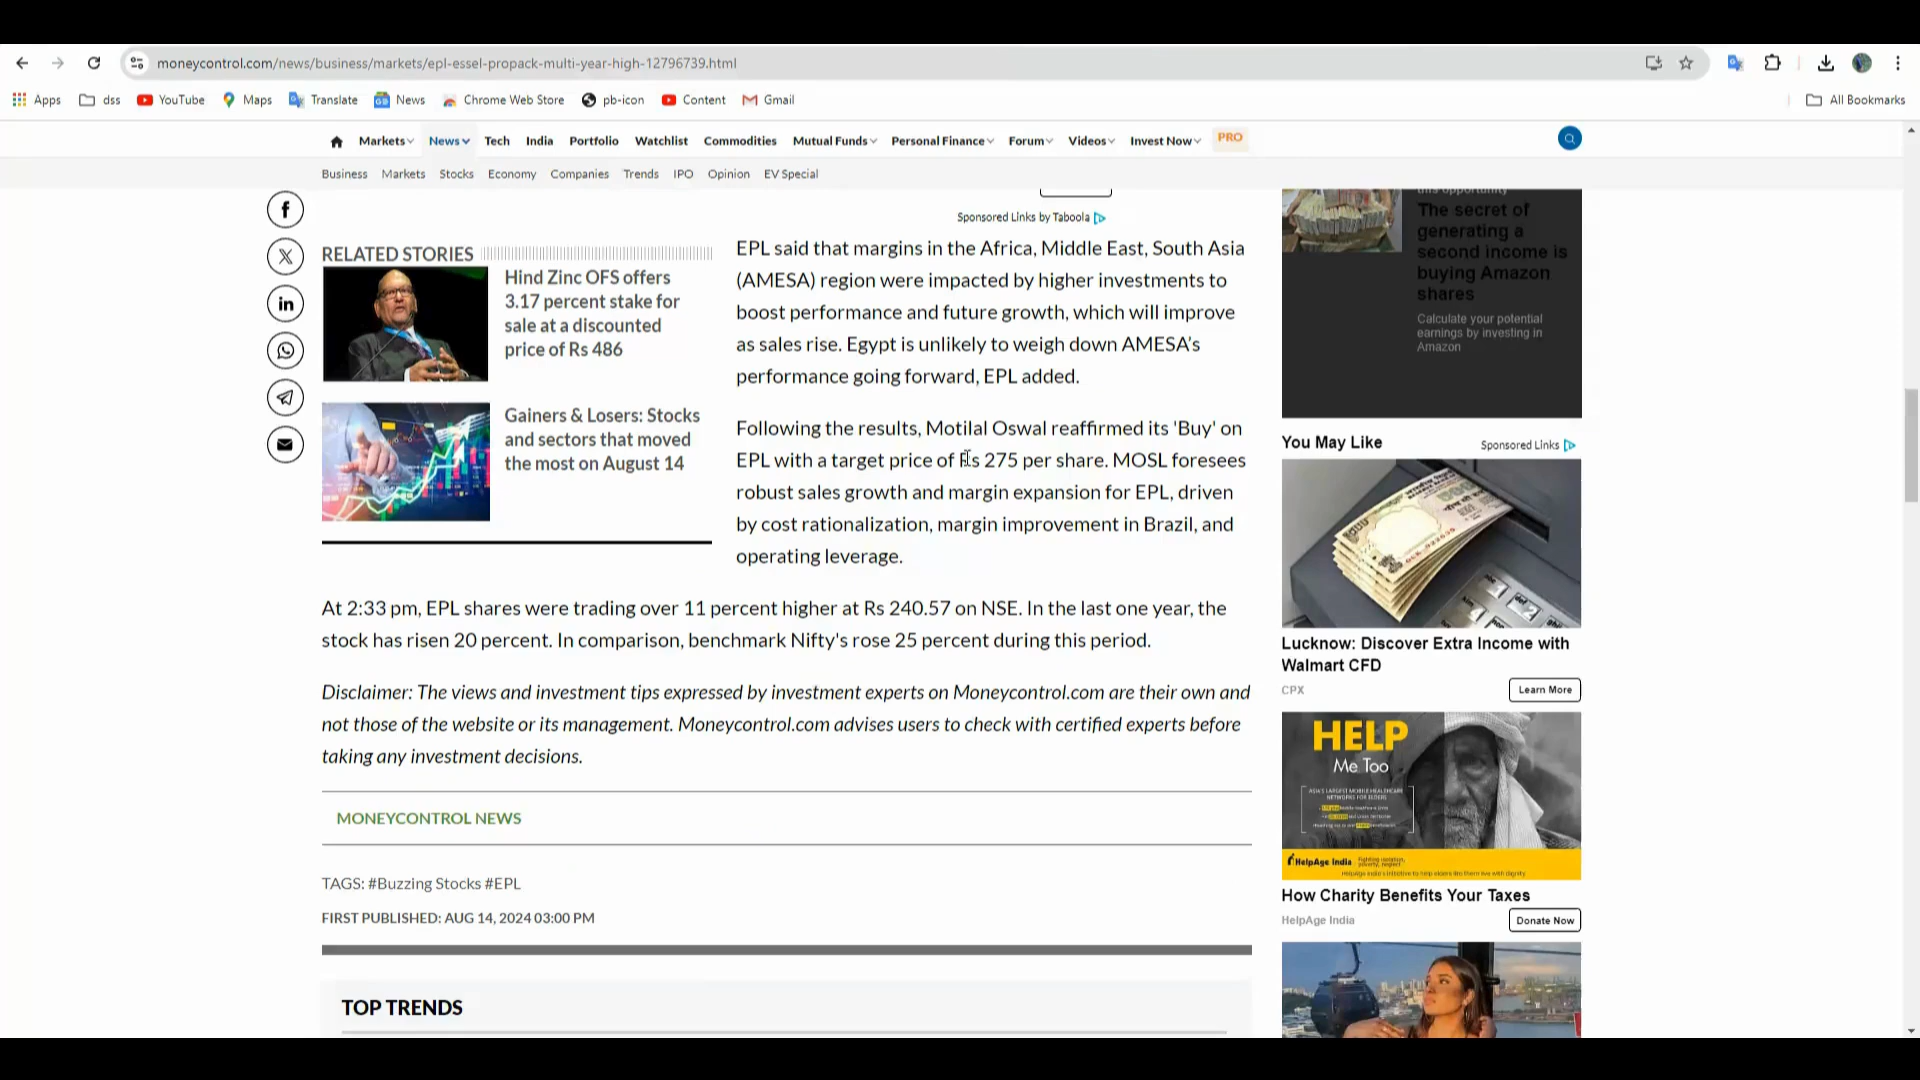 moneycontrol.com/news/business/markets/epl-essel-propack-multi-year-high-12796739.html
Apps dss YouTube Maps Translate News Chrome Web Store pb-icon Content Gmail All Bookmarks
Markets News Tech India Portfolio Watchlist Commodities Mutual Funds Personal Finance Forum Videos Invest Now PRO
Business Markets Stocks Economy Companies Trends IPO Opinion EV Special
Sponsored Links by Taboola
RELATED STORIES
Hind Zinc OFS offers
3.17 percent stake for
sale at a discounted
price of Rs 486
Gainers & Losers: Stocks
and sectors that moved
the most on August 14
EPL said that margins in the Africa, Middle East, South Asia
(AMESA) region were impacted by higher investments to
boost performance and future growth, which will improve
as sales rise. Egypt is unlikely to weigh down AMESA's
performance going forward, EPL added.
Following the results, Motilal Oswal reaffirmed its 'Buy' on
EPL with a target price of Rs 275 per share. MOSL foresees
robust sales growth and margin expansion for EPL, driven
by cost rationalization, margin improvement in Brazil, and
operating leverage.
At 2:33 pm, EPL shares were trading over 11 percent higher at Rs 240.57 on NSE. In the last one year, the
stock has risen 20 percent. In comparison, benchmark Nifty's rose 25 percent during this period.
Disclaimer: The views and investment tips expressed by investment experts on Moneycontrol.com are their own and
not those of the website or its management. Moneycontrol.com advises users to check with certified experts before
taking any investment decisions.
MONEYCONTROL NEWS
TAGS: #Buzzing Stocks #EPL
FIRST PUBLISHED: AUG 14, 2024 03:00 PM
TOP TRENDS
this opportunity
The secret of
generating a
second income is
buying Amazon
shares
Calculate your potential
earnings by investing in
Amazon
You May Like
Sponsored Links
Lucknow: Discover Extra Income with
Walmart CFD
CPX
Learn More
HELP
Me Too
HelpAge India
How Charity Benefits Your Taxes
HelpAge India
Donate Now